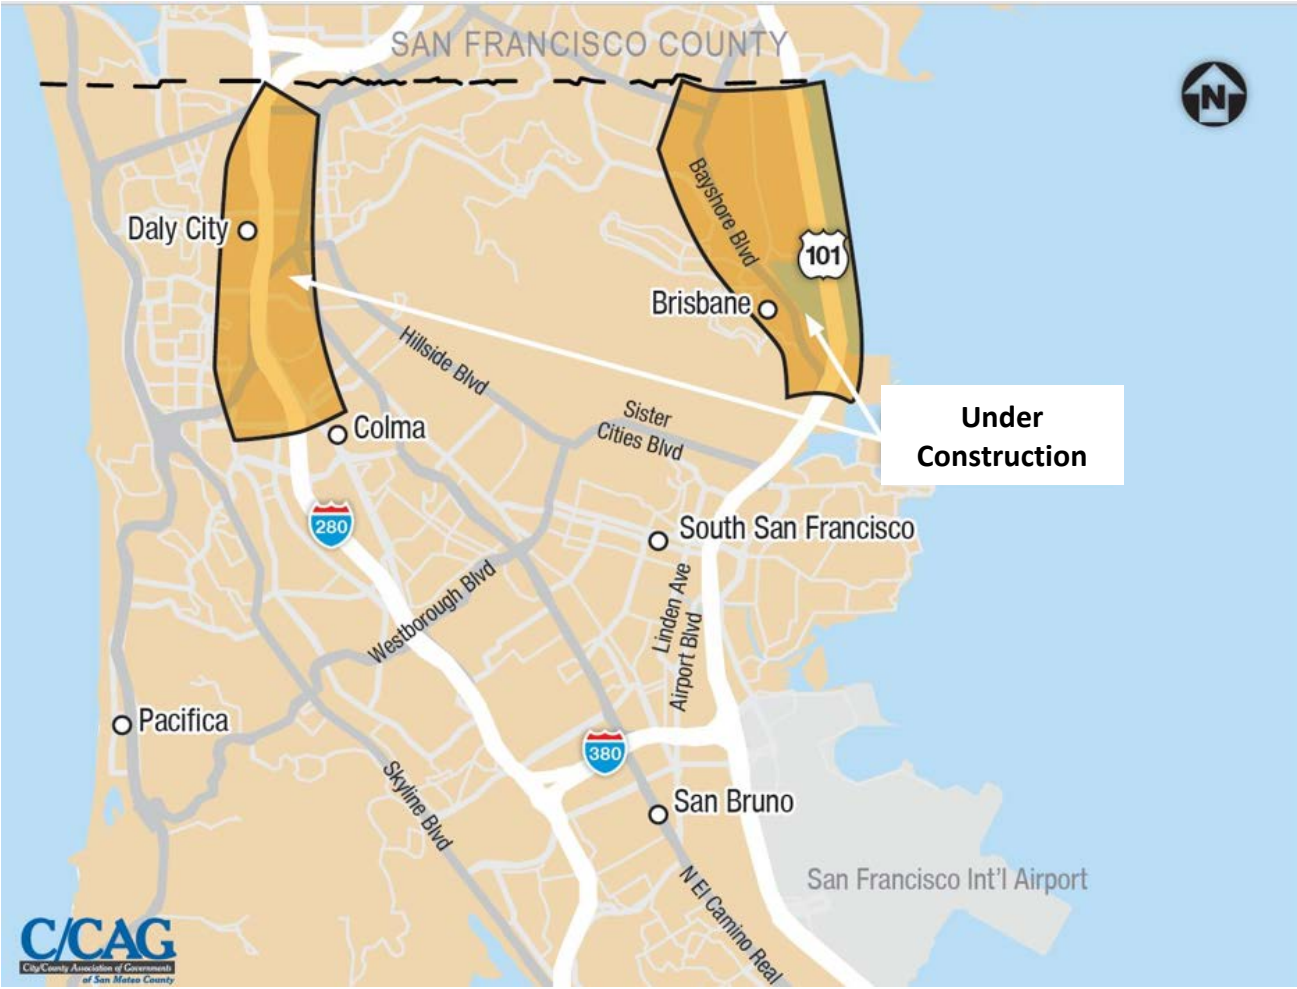 SAN FRANCISCO COUNTY
N
Bayshore Blvd
Daly City
101
Brisbane
Hillside Blvd
Under
Construction
Sister
Cities Blvd
Colma
280
South San Francisco
Westborough Blvd
Linden Ave
Airport Blvd
Pacifica
380
Skyline Blvd
San Bruno
San Francisco Int'l Airport
N El Camino Real
C/CAG
City/County Association of Governments
of San Mateo County